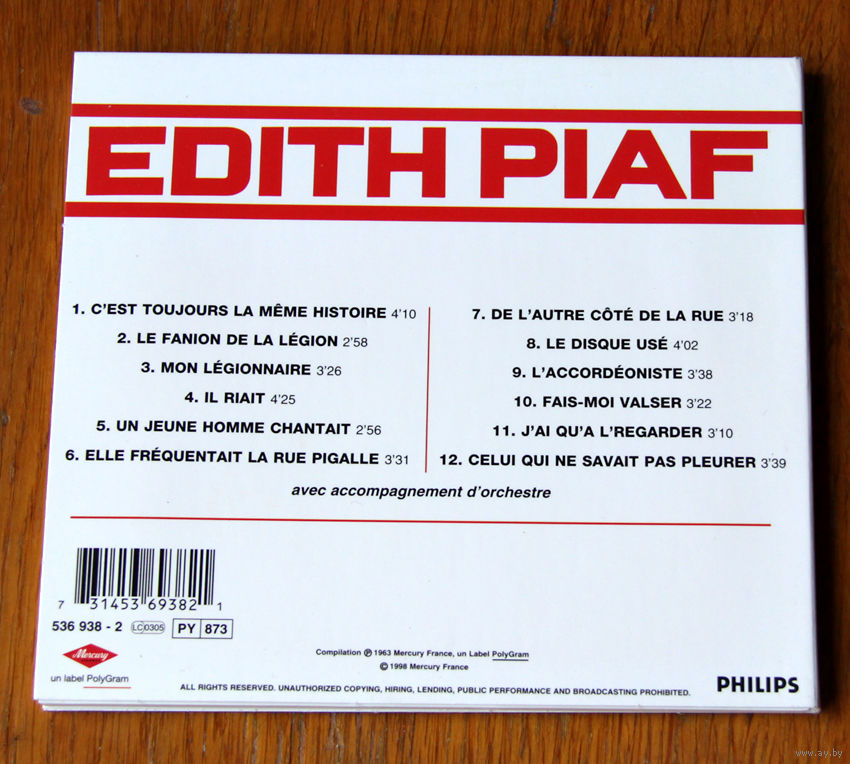 EDITH PIAF
1. C'EST TOUJOURS LA MÊME HISTOIRE 4'10
2. LE FANION DE LA LÉGION 2'58
3. MON LÉGIONNAIRE 3'26
4. IL RIAIT 4'25
5. UN JEUNE HOMME CHANTAIT 2'56
6. ELLE FRÉQUENTAIT LA RUE PIGALLE 3'31
7. DE L'AUTRE CÔTÉ DE LA RUE 3'18
8. LE DISQUE USÉ 4'02
9. L'ACCORDÉONISTE 3'38
10. FAIS-MOI VALSER 3'22
11. J'AI QU'A L'REGARDER 3'10
12. CELUI QUI NE SAVAIT PAS PLEURER 3'39
avec accompagnement d'orchestre
7 31453 69382 1
536 938 - 2 LC 0305 PY 873
Mercury
un label PolyGram
Compilation ℗ 1963 Mercury France, un Label PolyGram
© 1998 Mercury France
ALL RIGHTS RESERVED. UNAUTHORIZED COPYING, HIRING, LENDING, PUBLIC PERFORMANCE AND BROADCASTING PROHIBITED.
PHILIPS
www.ay.by